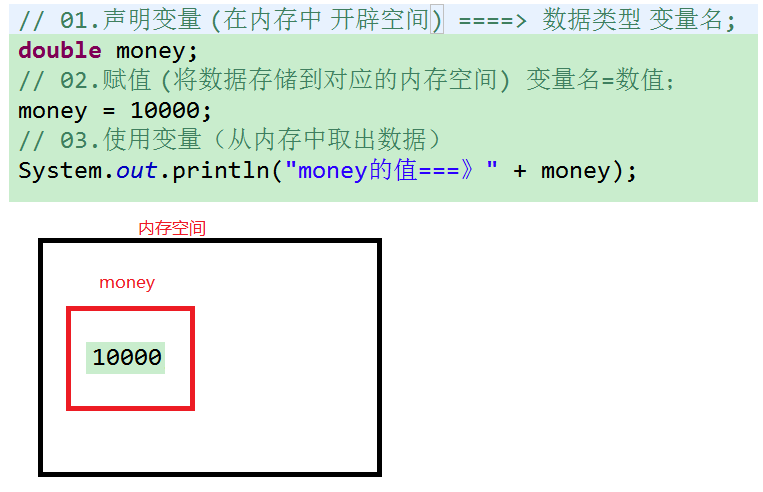 // 01.声明变量 (在内存中 开辟空间) ====> 数据类型 变量名;
double money;
// 02.赋值 (将数据存储到对应的内存空间) 变量名=数值;
money = 10000;
// 03.使用变量 (从内存中取出数据)
System.out.println("money的值===》" + money);
内存空间
money
10000